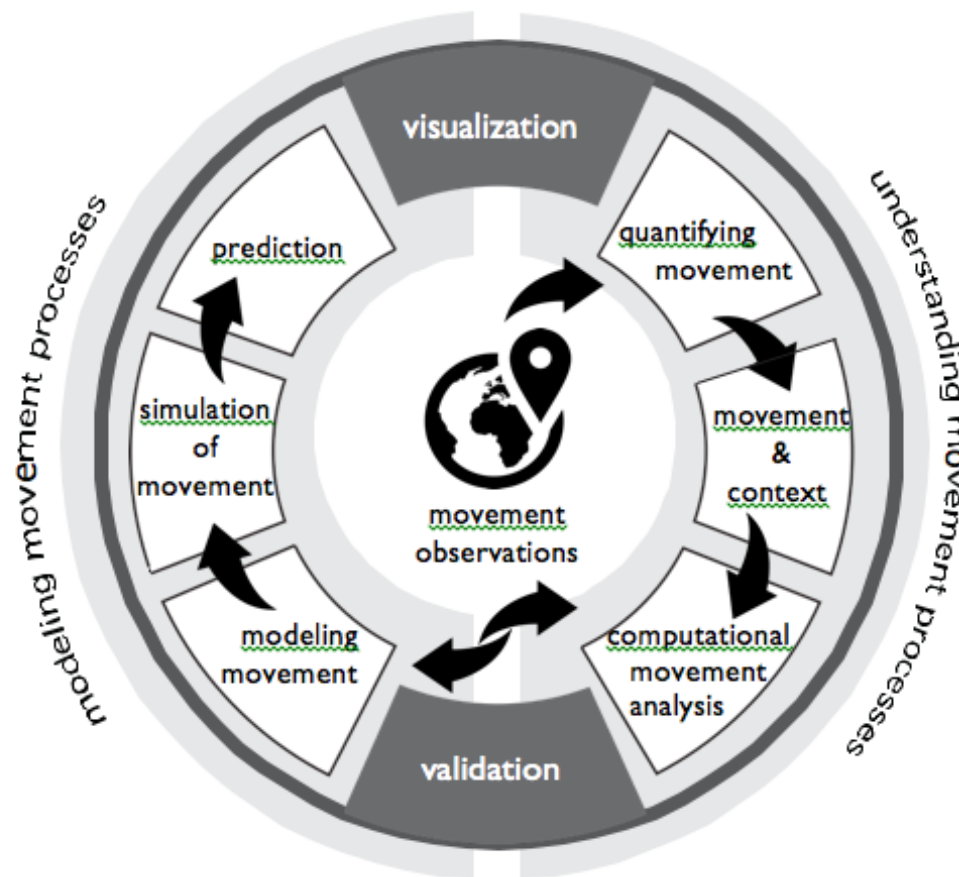 visualization
quantifying
movement
movement
&
context
computational
movement
analysis
validation
modeling
movement
simulation
of
movement
prediction
movement
observations
modeling movement processes
understanding movement processes